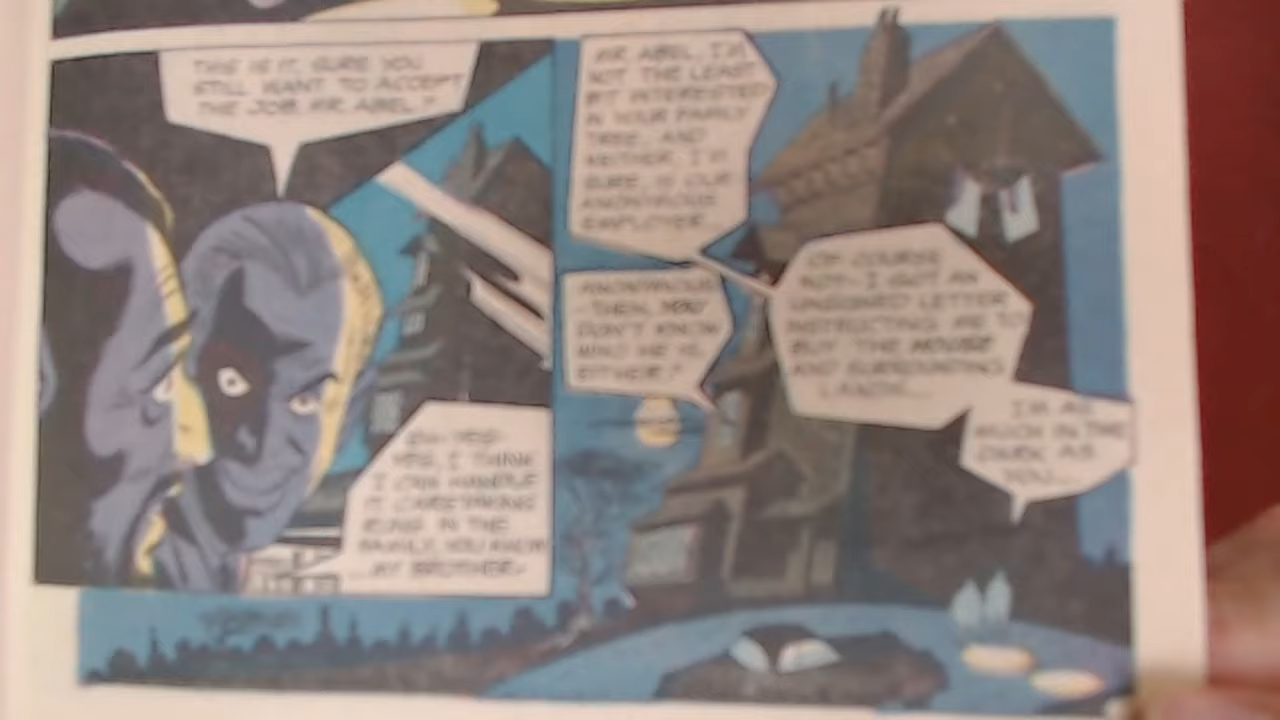 THIS IS IT. SURE YOU
STILL WANT TO ACCEPT
THE JOB, MR. ABEL?
OH--YES--
YES, I THINK
I CAN HANDLE
IT. CARETAKING
RUNS IN THE
FAMILY, YOU KNOW
...MY BROTHER--
MR. ABEL, I'M
NOT THE LEAST
BIT INTERESTED
IN YOUR FAMILY
TREE, AND
NEITHER, I'M
SURE, IS OUR
ANONYMOUS
EMPLOYER.
ANONYMOUS
--THEN, YOU
DON'T KNOW
WHO HE IS,
EITHER?
OF COURSE
NOT--I GOT AN
UNSIGNED LETTER
INSTRUCTING ME TO
BUY THE HOUSE
AND SURROUNDING
LANDS...
I'M AS
MUCH IN THE
DARK AS
YOU...